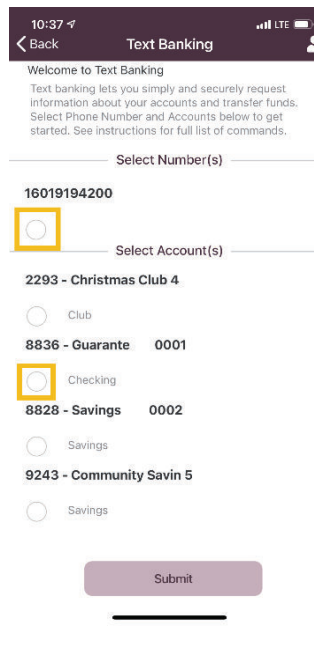 10:37 LTE
Back Text Banking
Welcome to Text Banking
Text banking lets you simply and securely request
information about your accounts and transfer funds.
Select Phone Number and Accounts below to get
started. See instructions for full list of commands.
Select Number(s)
16019194200
Select Account(s)
2293 - Christmas Club 4
Club
8836 - Guarante 0001
Checking
8828 - Savings 0002
Savings
9243 - Community Savin 5
Savings
Submit